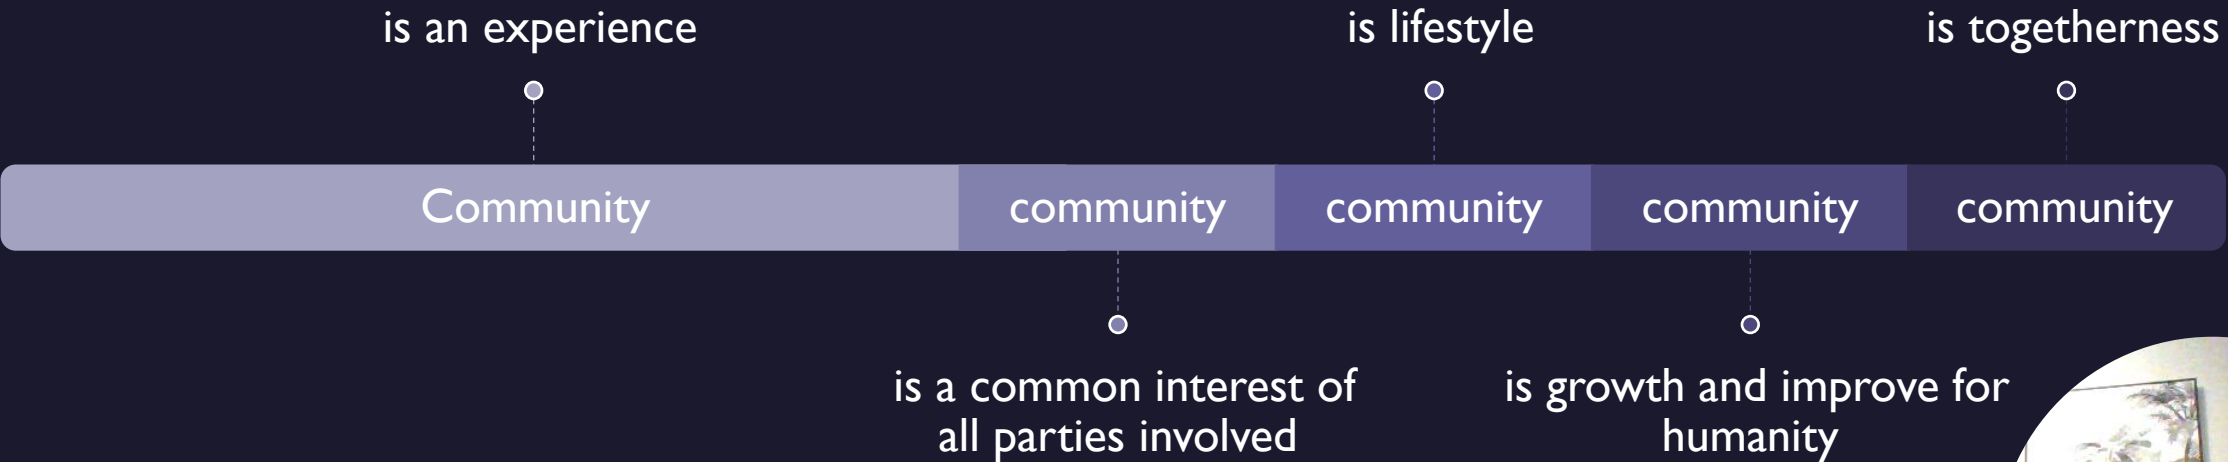 is an experience
is lifestyle
is togetherness
Community
community
community
community
community
is a common interest of
all parties involved
is growth and improve for
humanity